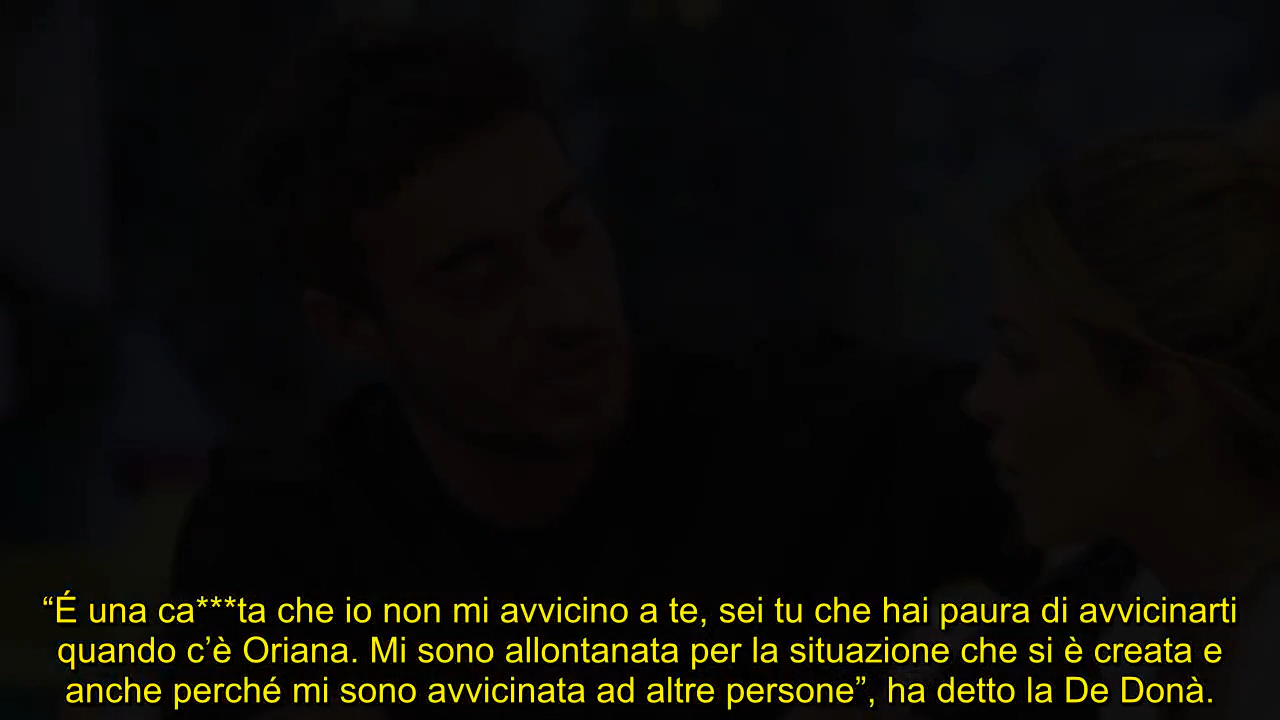 “É una ca***ta che io non mi avvicino a te, sei tu che hai paura di avvicinarti
quando c’è Oriana. Mi sono allontanata per la situazione che si è creata e
anche perché mi sono avvicinata ad altre persone”, ha detto la De Donà.